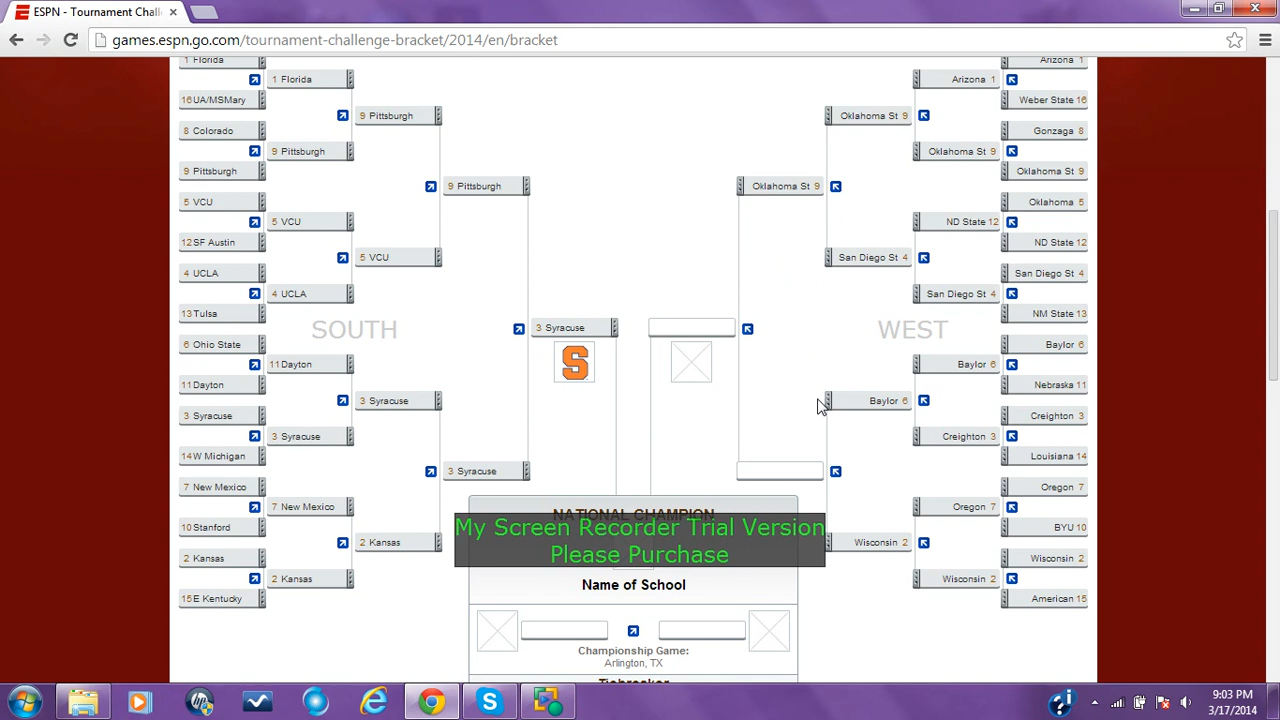 ESPN - Tournament Chall
games.espn.go.com/tournament-challenge-bracket/2014/en/bracket
1 Florida
16 UA/MSMary
8 Colorado
9 Pittsburgh
5 VCU
12 SF Austin
4 UCLA
13 Tulsa
6 Ohio State
11 Dayton
3 Syracuse
14 W Michigan
7 New Mexico
10 Stanford
2 Kansas
15 E Kentucky
1 Florida
9 Pittsburgh
5 VCU
4 UCLA
11 Dayton
3 Syracuse
7 New Mexico
2 Kansas
9 Pittsburgh
5 VCU
3 Syracuse
2 Kansas
9 Pittsburgh
3 Syracuse
3 Syracuse
SOUTH
S
Oklahoma St 9
Oklahoma St 9
San Diego St 4
Baylor 6
Wisconsin 2
Arizona 1
Oklahoma St 9
ND State 12
San Diego St 4
Baylor 6
Creighton 3
Oregon 7
Wisconsin 2
WEST
Arizona 1
Weber State 16
Gonzaga 8
Oklahoma St 9
Oklahoma 5
ND State 12
San Diego St 4
NM State 13
Baylor 6
Nebraska 11
Creighton 3
Louisiana 14
Oregon 7
BYU 10
Wisconsin 2
American 15
NATIONAL CHAMPION
My Screen Recorder Trial Version
Please Purchase
Name of School
Championship Game:
Arlington, TX
Tiebreaker
9:03 PM
3/17/2014